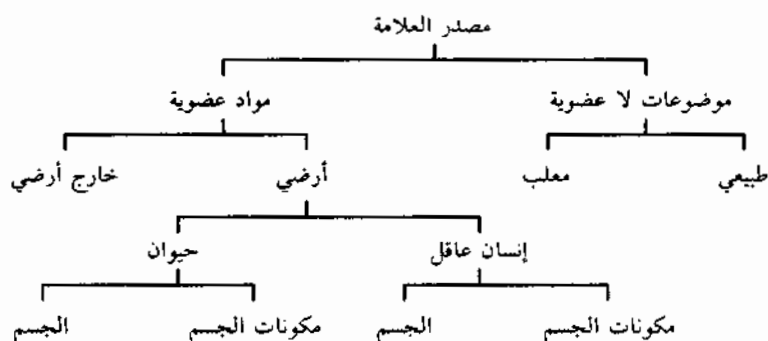 مصدر العلامة
موضوعات لا عضوية مواد عضوية
طبيعي معلب أرضي خارج أرضي
إنسان عاقل حيوان
مكونات الجسم الجسم مكونات الجسم الجسم